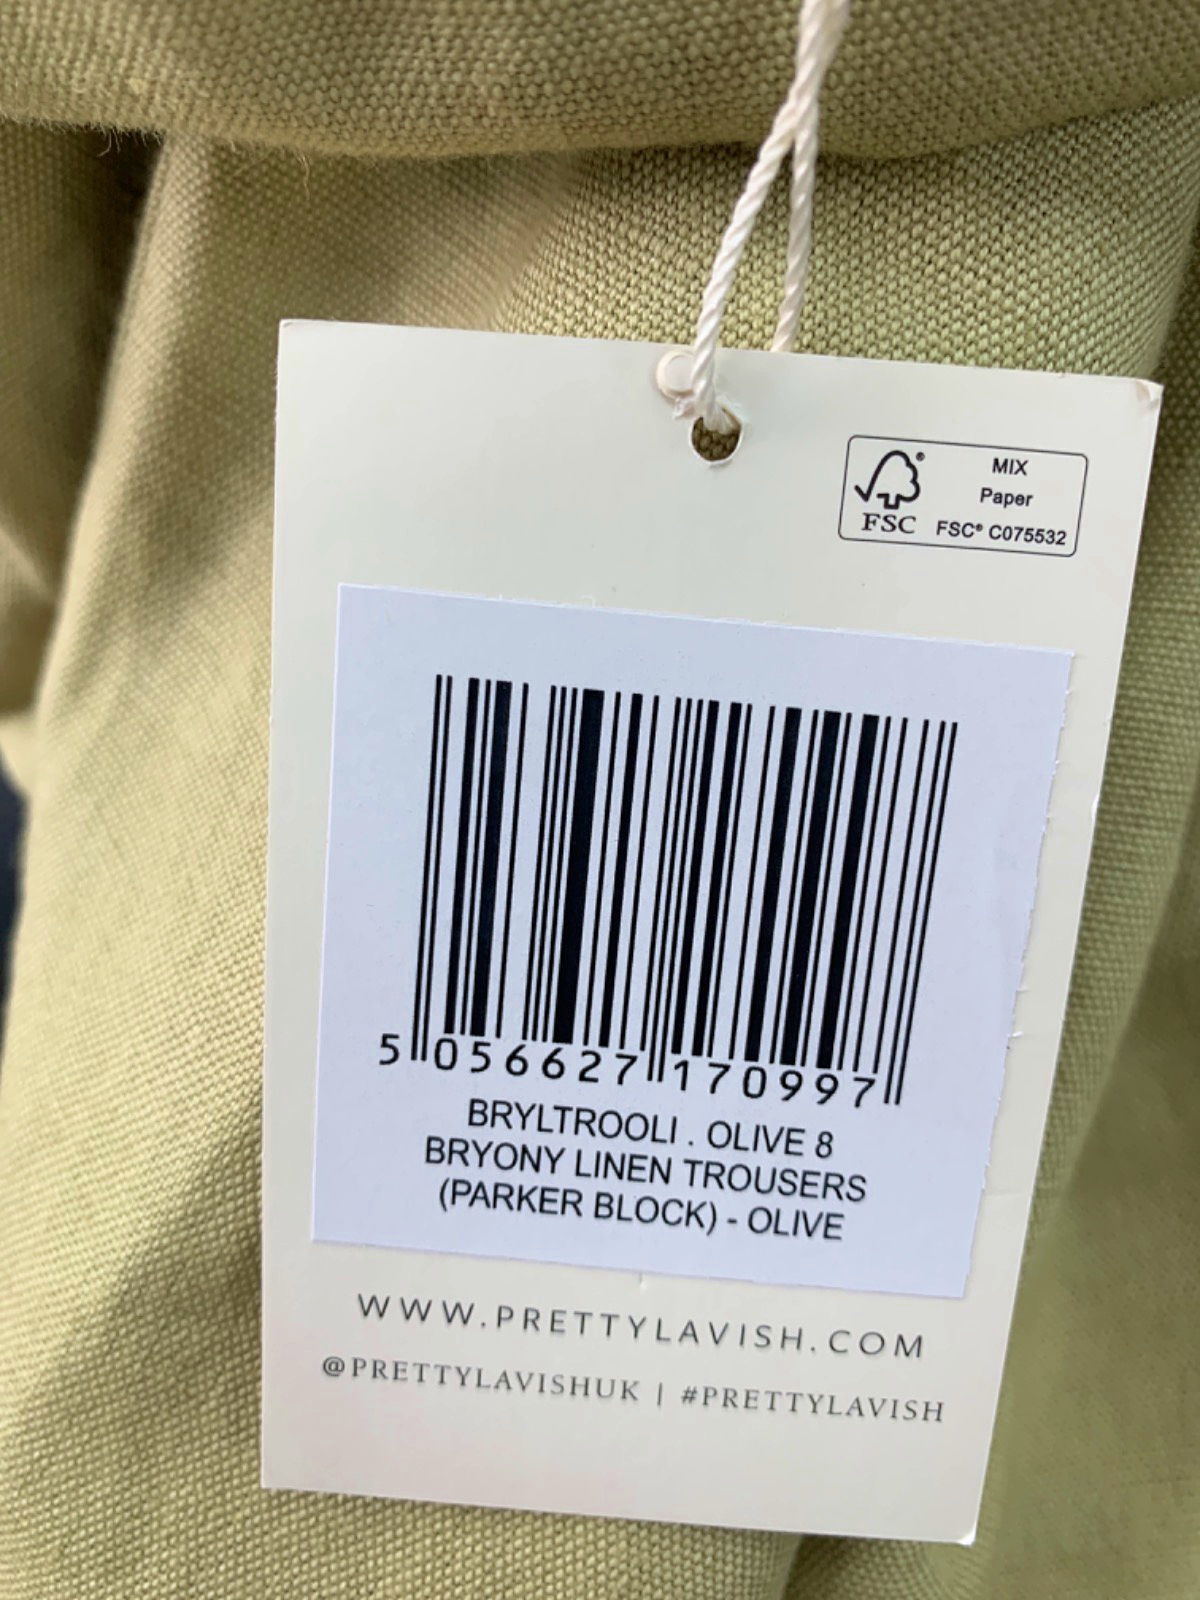 MIX
Paper
FSC® C075532
FSC
5 056627 170997
BRYLTROOLI . OLIVE 8
BRYONY LINEN TROUSERS
(PARKER BLOCK) - OLIVE
WWW.PRETTYLAVISH.COM
@PRETTYLAVISHUK | #PRETTYLAVISH